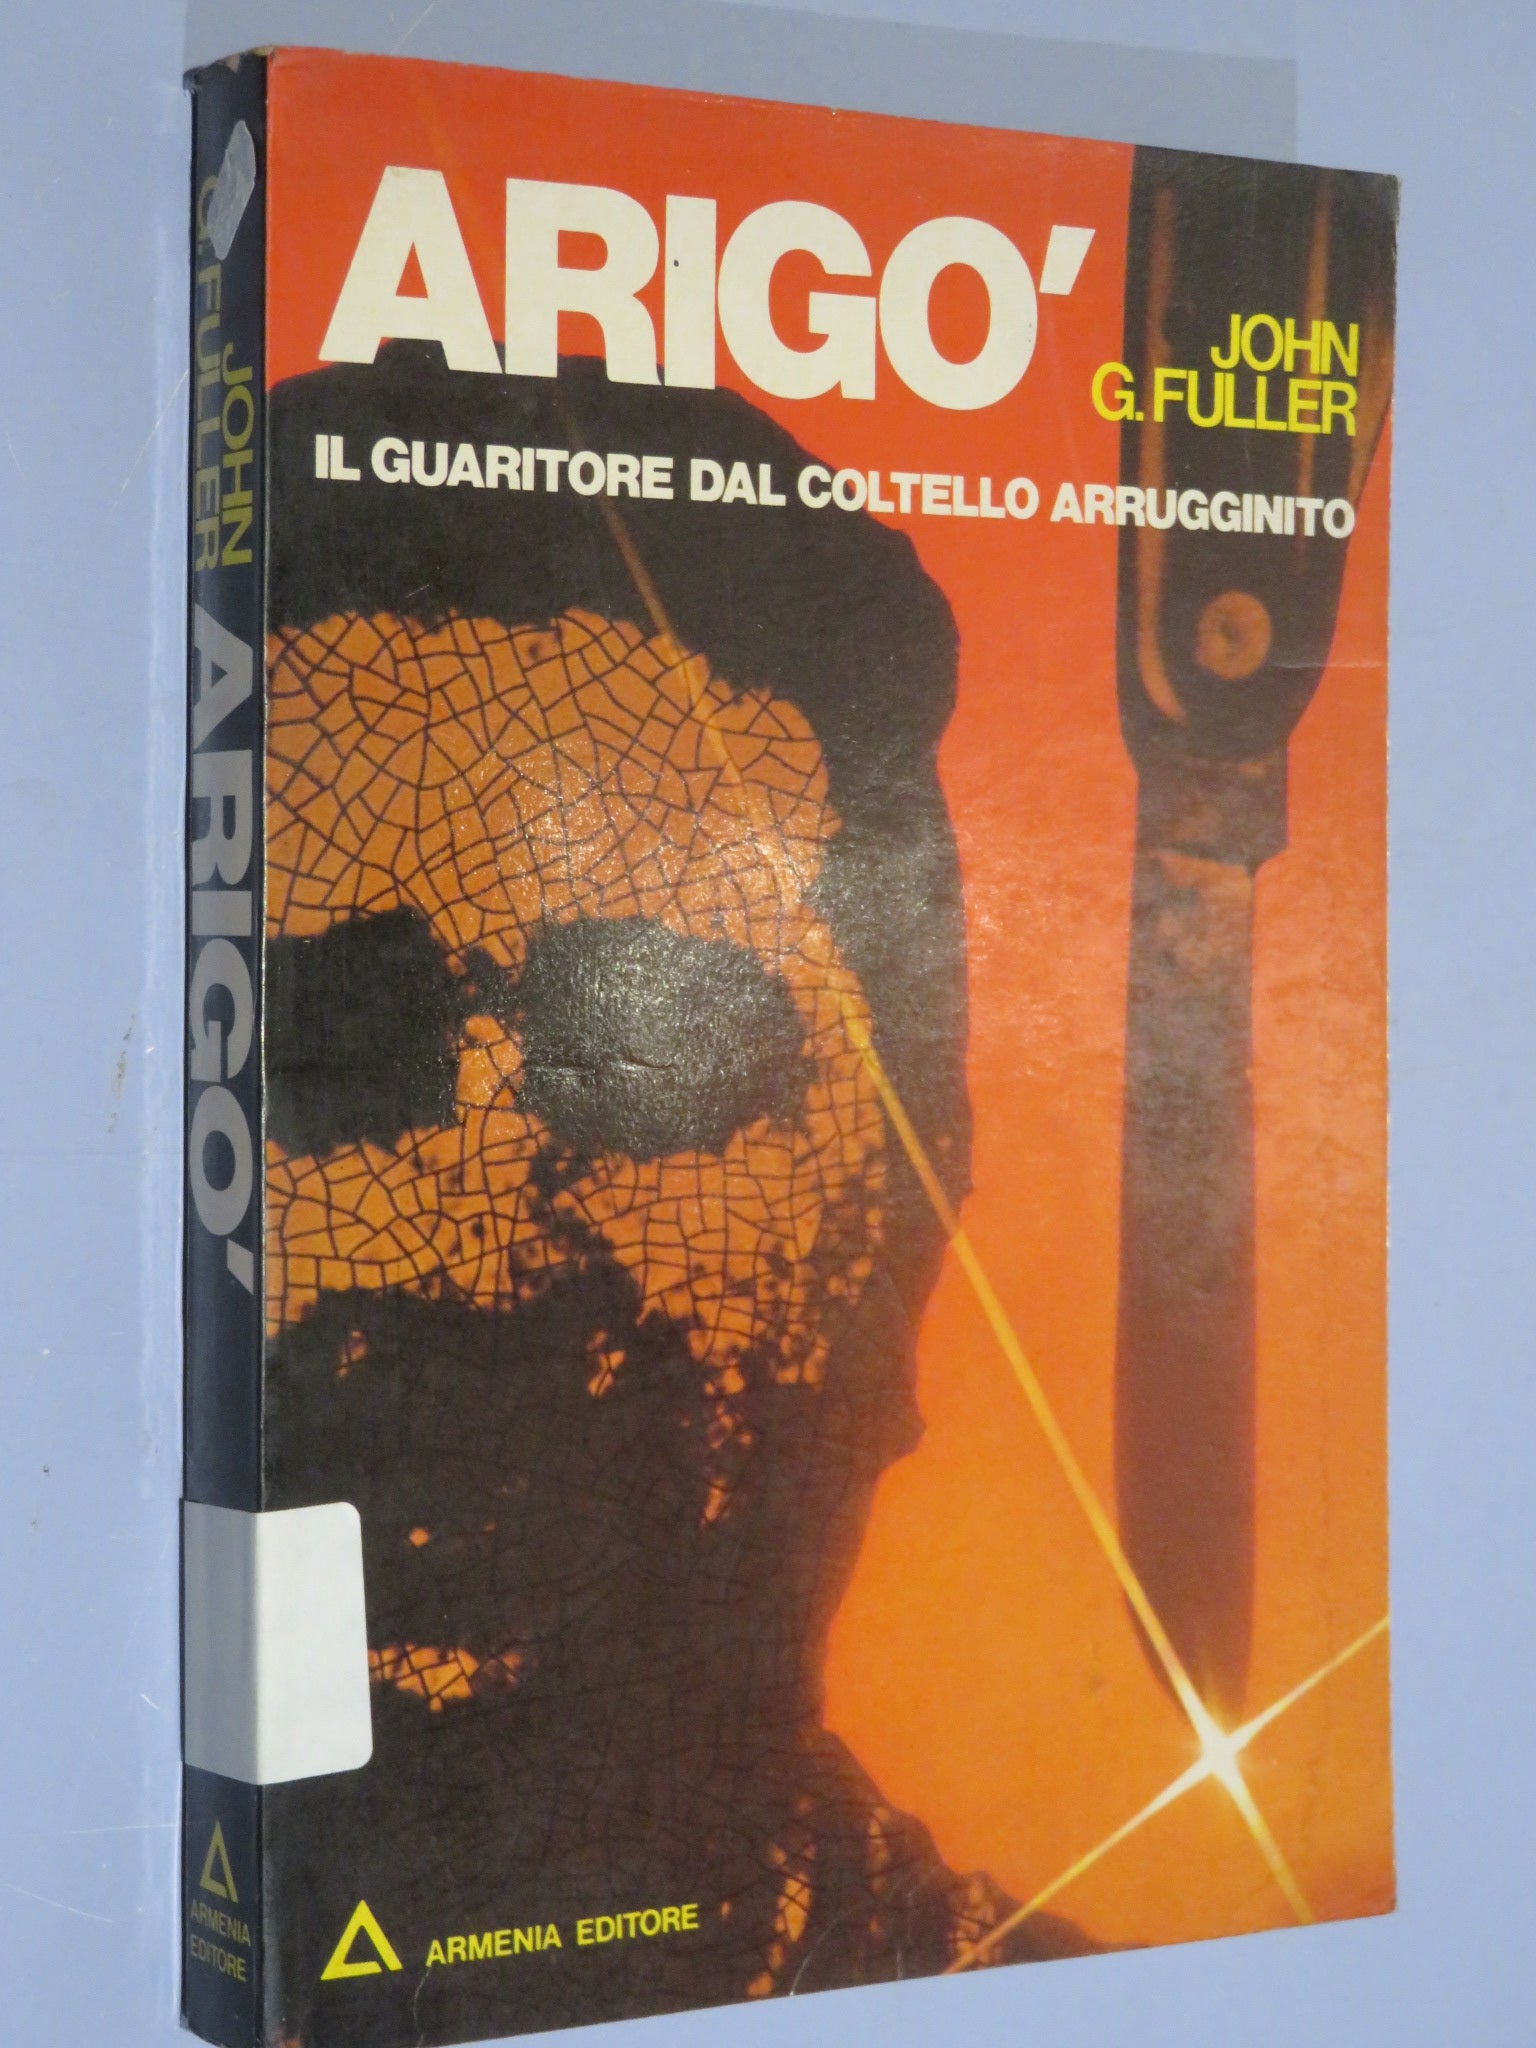 ARIGO'
JOHN
G. FULLER
IL GUARITORE DAL COLTELLO ARRUGGINITO
ARMENIA EDITORE
JOHN
G. FULLER
ARIGO'
ARMENIA
EDITORE